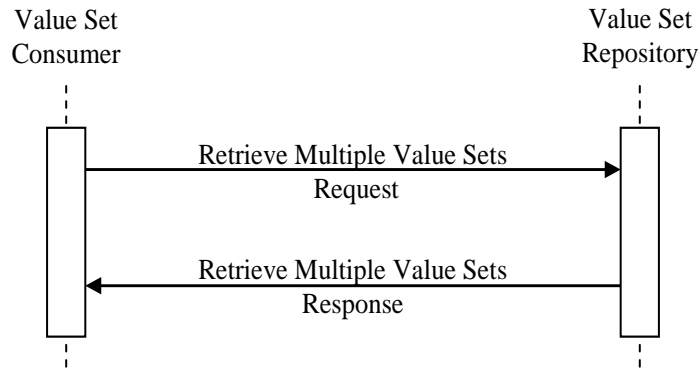 Value Set
Consumer
Value Set
Repository
Retrieve Multiple Value Sets
Request
Retrieve Multiple Value Sets
Response